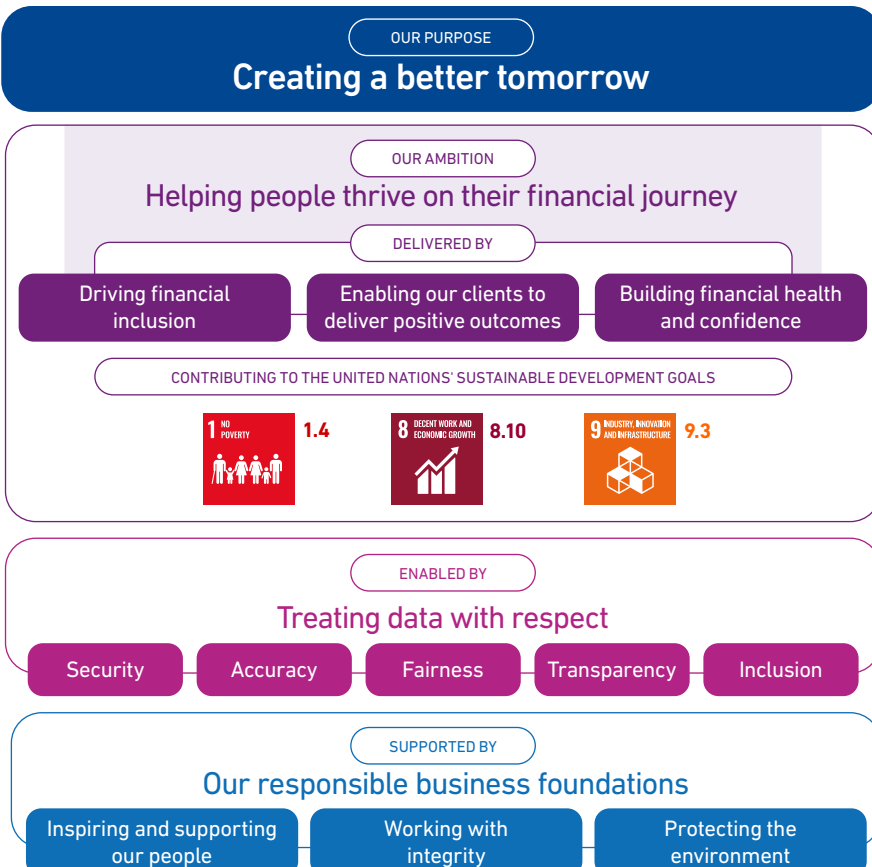 OUR PURPOSE
Creating a better tomorrow
OUR AMBITION
Helping people thrive on their financial journey
DELIVERED BY
Driving financial
inclusion
Enabling our clients to
deliver positive outcomes
Building financial health
and confidence
CONTRIBUTING TO THE UNITED NATIONS' SUSTAINABLE DEVELOPMENT GOALS
1 NO
POVERTY
1.4
8 DECENT WORK AND
ECONOMIC GROWTH
8.10
9 INDUSTRY, INNOVATION
AND INFRASTRUCTURE
9.3
ENABLED BY
Treating data with respect
Security
Accuracy
Fairness
Transparency
Inclusion
SUPPORTED BY
Our responsible business foundations
Inspiring and supporting
our people
Working with
integrity
Protecting the
environment